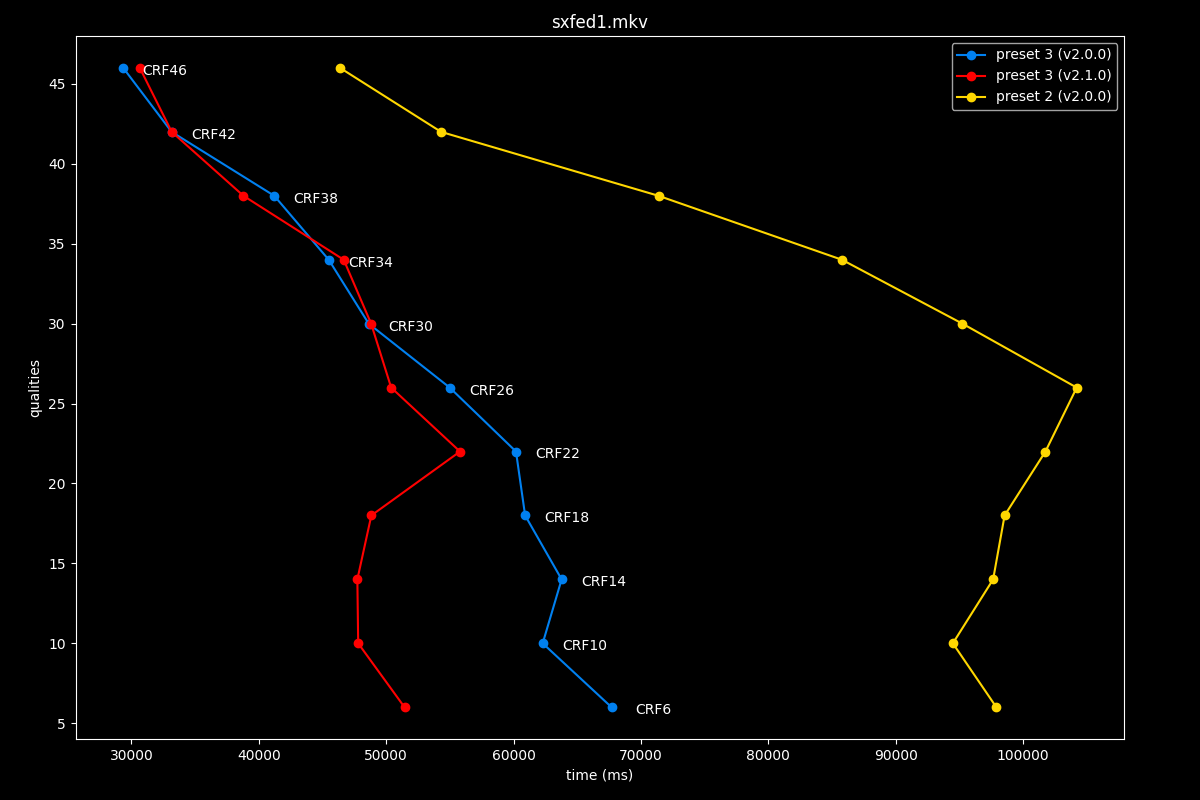 sxfed1.mkv
preset 3 (v2.0.0)
preset 3 (v2.1.0)
preset 2 (v2.0.0)
CRF46
CRF42
CRF38
CRF34
CRF30
CRF26
CRF22
CRF18
CRF14
CRF10
CRF6
qualities
45
40
35
30
25
20
15
10
5
30000 40000 50000 60000 70000 80000 90000 100000
time (ms)